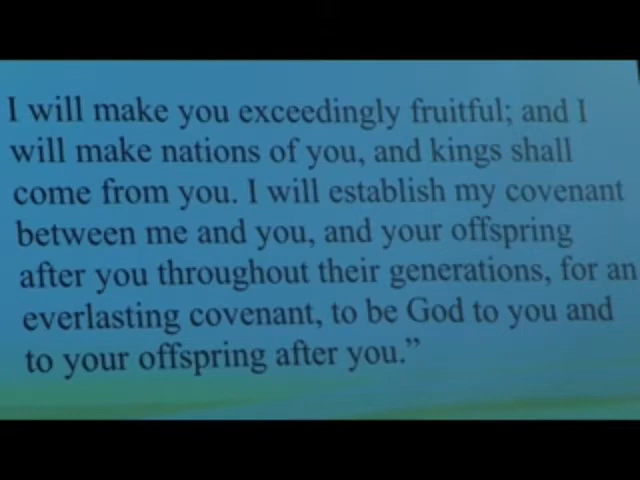 I will make you exceedingly fruitful; and I
will make nations of you, and kings shall
come from you. I will establish my covenant
between me and you, and your offspring
after you throughout their generations, for an
everlasting covenant, to be God to you and
to your offspring after you.”